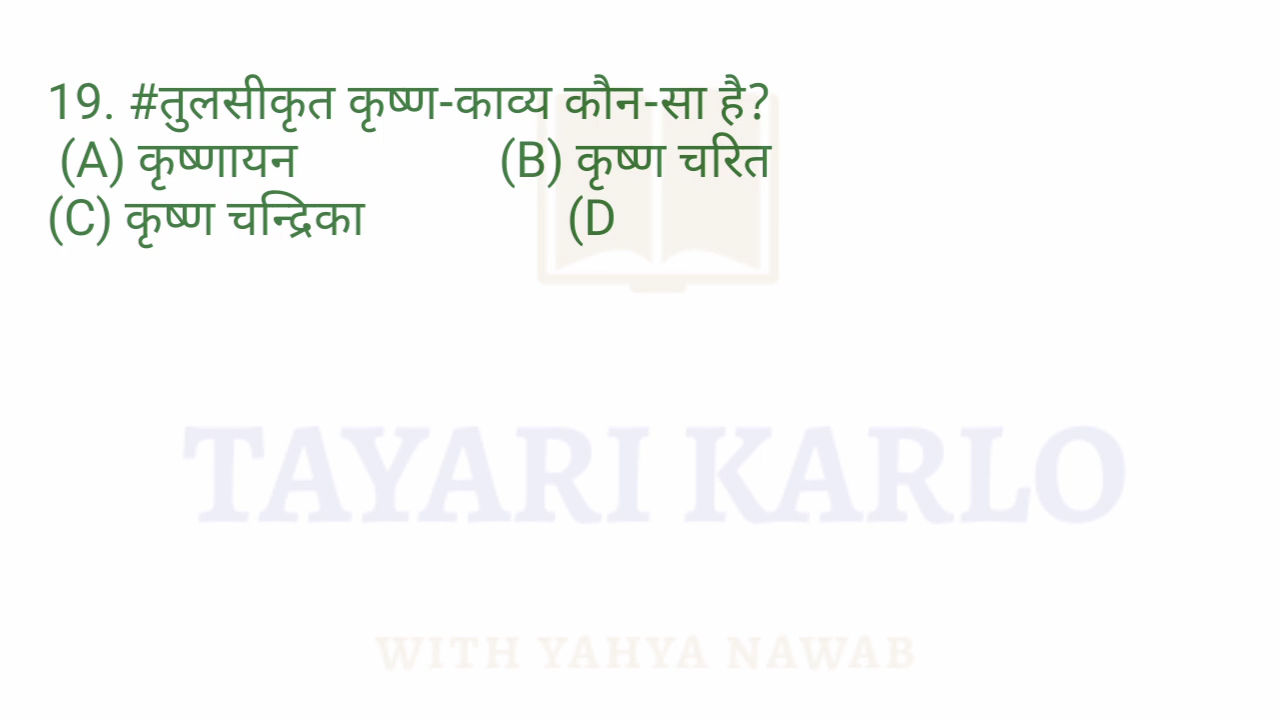 19. #तुलसीकृत कृष्ण-काव्य कौन-सा है?
(A) कृष्णायन (B) कृष्ण चरित
(C) कृष्ण चन्द्रिका (D
TAYARI KARLO
WITH YAHYA NAWAB